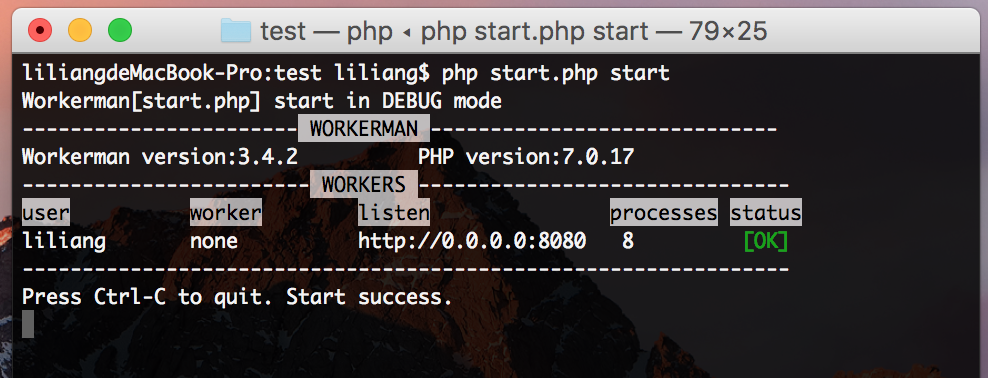 test — php ◂ php start.php start — 79×25
liliangdeMacBook-Pro:test liliang$ php start.php start
Workerman[start.php] start in DEBUG mode
----------------------- WORKERMAN -----------------------------
Workerman version:3.4.2          PHP version:7.0.17
------------------------ WORKERS -------------------------------
user          worker        listen               processes status
liliang       none          http://0.0.0.0:8080   8         [OK]
----------------------------------------------------------------
Press Ctrl-C to quit. Start success.